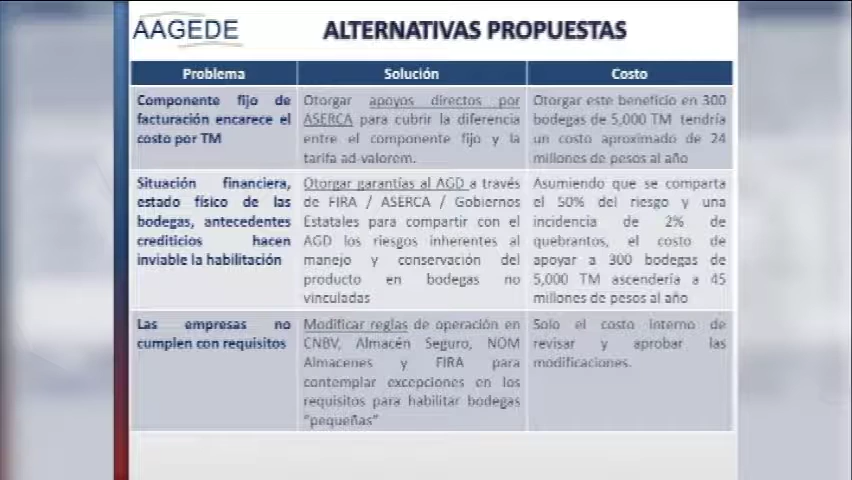 AAGEDE
ALTERNATIVAS PROPUESTAS
Problema
Solución
Costo
Componente fijo de
facturación encarece el
costo por TM
Otorgar apoyos directos por
ASERCA para cubrir la diferencia
entre el componente fijo y la
tarifa ad-valorem.
Otorgar este beneficio en 300
bodegas de 5,000 TM tendría
un costo aproximado de 24
millones de pesos al año
Situación financiera,
estado físico de las
bodegas, antecedentes
crediticios hacen
inviable la habilitación
Otorgar garantías al AGD a través
de FIRA / ASERCA / Gobiernos
Estatales para compartir con el
AGD los riesgos inherentes al
manejo y conservación del
producto en bodegas no
vinculadas
Asumiendo que se comparta
el 50% del riesgo y una
incidencia de 2% de
quebrantos, el costo de
apoyar a 300 bodegas de
5,000 TM ascendería a 45
millones de pesos al año
Las empresas no
cumplen con requisitos
Modificar reglas de operación en
CNBV, Almacén Seguro, NOM
Almacenes y FIRA para
contemplar excepciones en los
requisitos para habilitar bodegas
"pequeñas"
Solo el costo interno de
revisar y aprobar las
modificaciones.